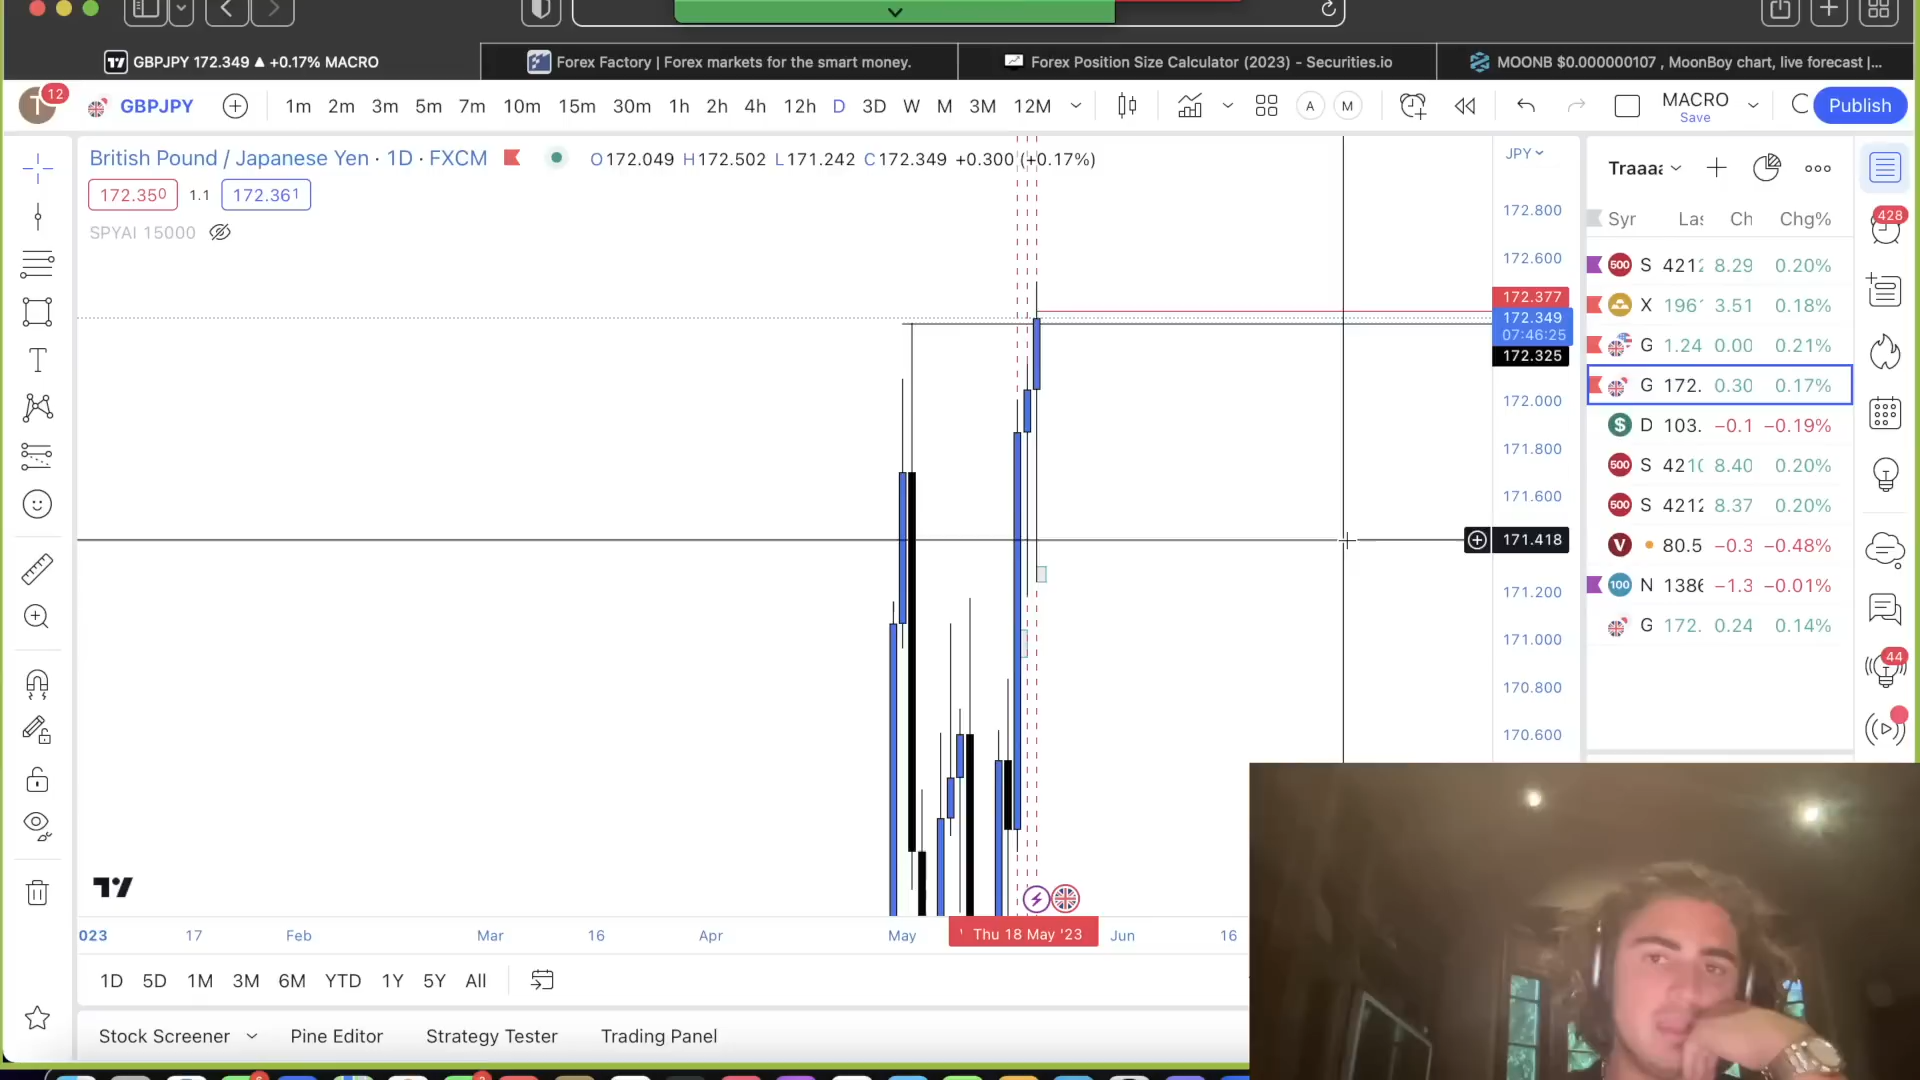 GBPJPY 172.349 ▲ +0.17% MACRO
Forex Factory | Forex markets for the smart money.
Forex Position Size Calculator (2023) - Securities.io
MOONB $0.000000107 , MoonBoy chart, live forecast |...
T 12
GBPJPY
1m 2m 3m 5m 7m 10m 15m 30m 1h 2h 4h 12h D 3D W M 3M 12M
A M
MACRO
Save
Publish
British Pound / Japanese Yen · 1D · FXCM
O172.049 H172.502 L171.242 C172.349 +0.300 (+0.17%)
172.350 1.1 172.361
SPYAI 15000
JPY
172.800
172.600
172.377
172.349
07:46:25
172.325
172.000
171.800
171.600
171.418
171.200
171.000
170.800
170.600
Traaa
Syr Las Ch Chg%
500 S 4212 8.29 0.20%
X 196 3.51 0.18%
G 1.24 0.00 0.21%
G 172. 0.30 0.17%
$ D 103. −0.1 −0.19%
500 S 421 8.40 0.20%
500 S 4212 8.37 0.20%
V 80.5 −0.3 −0.48%
100 N 1386 −1.3 −0.01%
G 172. 0.24 0.14%
428
44
023 17 Feb Mar 16 Apr May Thu 18 May '23 Jun 16
1D 5D 1M 3M 6M YTD 1Y 5Y All
Stock Screener Pine Editor Strategy Tester Trading Panel